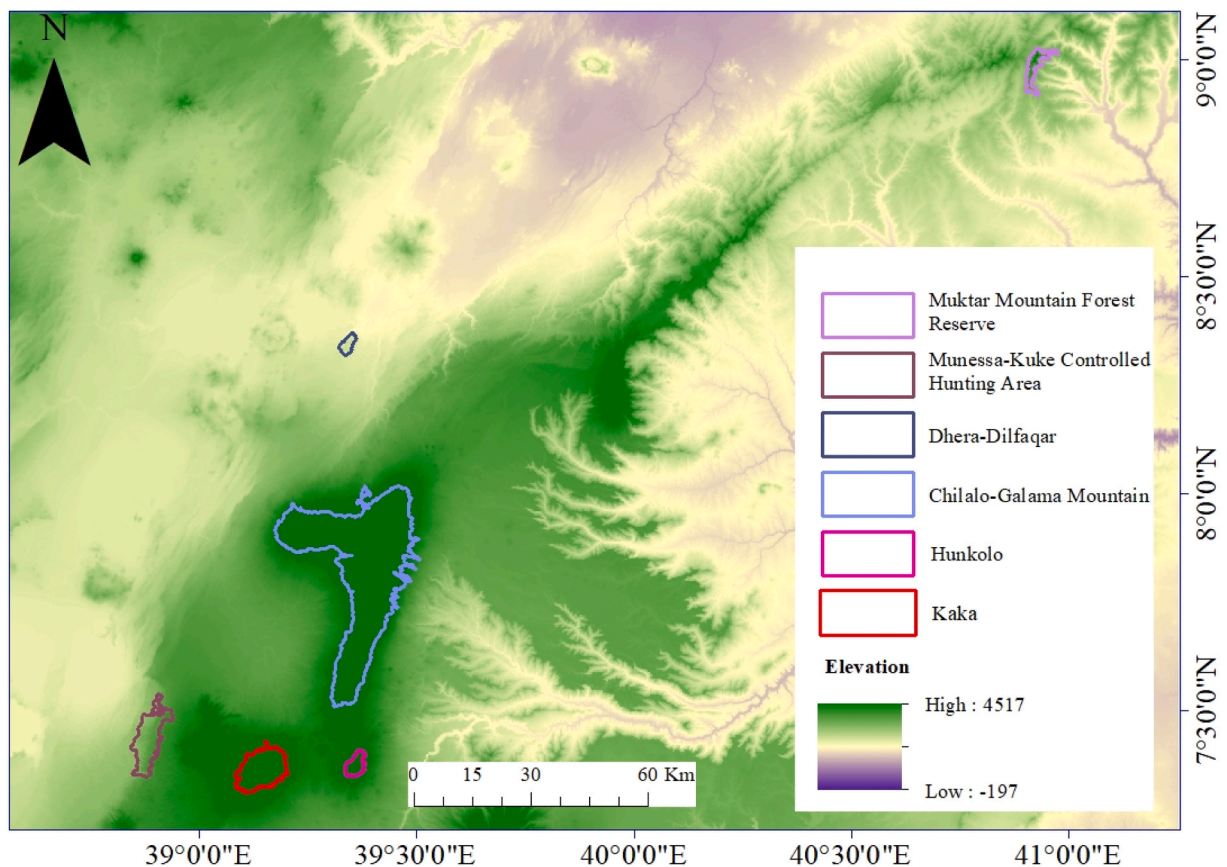 N
Muktar Mountain Forest
Reserve
Munessa-Kuke Controlled
Hunting Area
Dhera-Dilfaqar
Chilalo-Galama Mountain
Hunkolo
Kaka
Elevation
High : 4517
Low : -197
0 15 30 60 Km
9°0'0"N
8°30'0"N
8°0'0"N
7°30'0"N
39°0'0"E 39°30'0"E 40°0'0"E 40°30'0"E 41°0'0"E